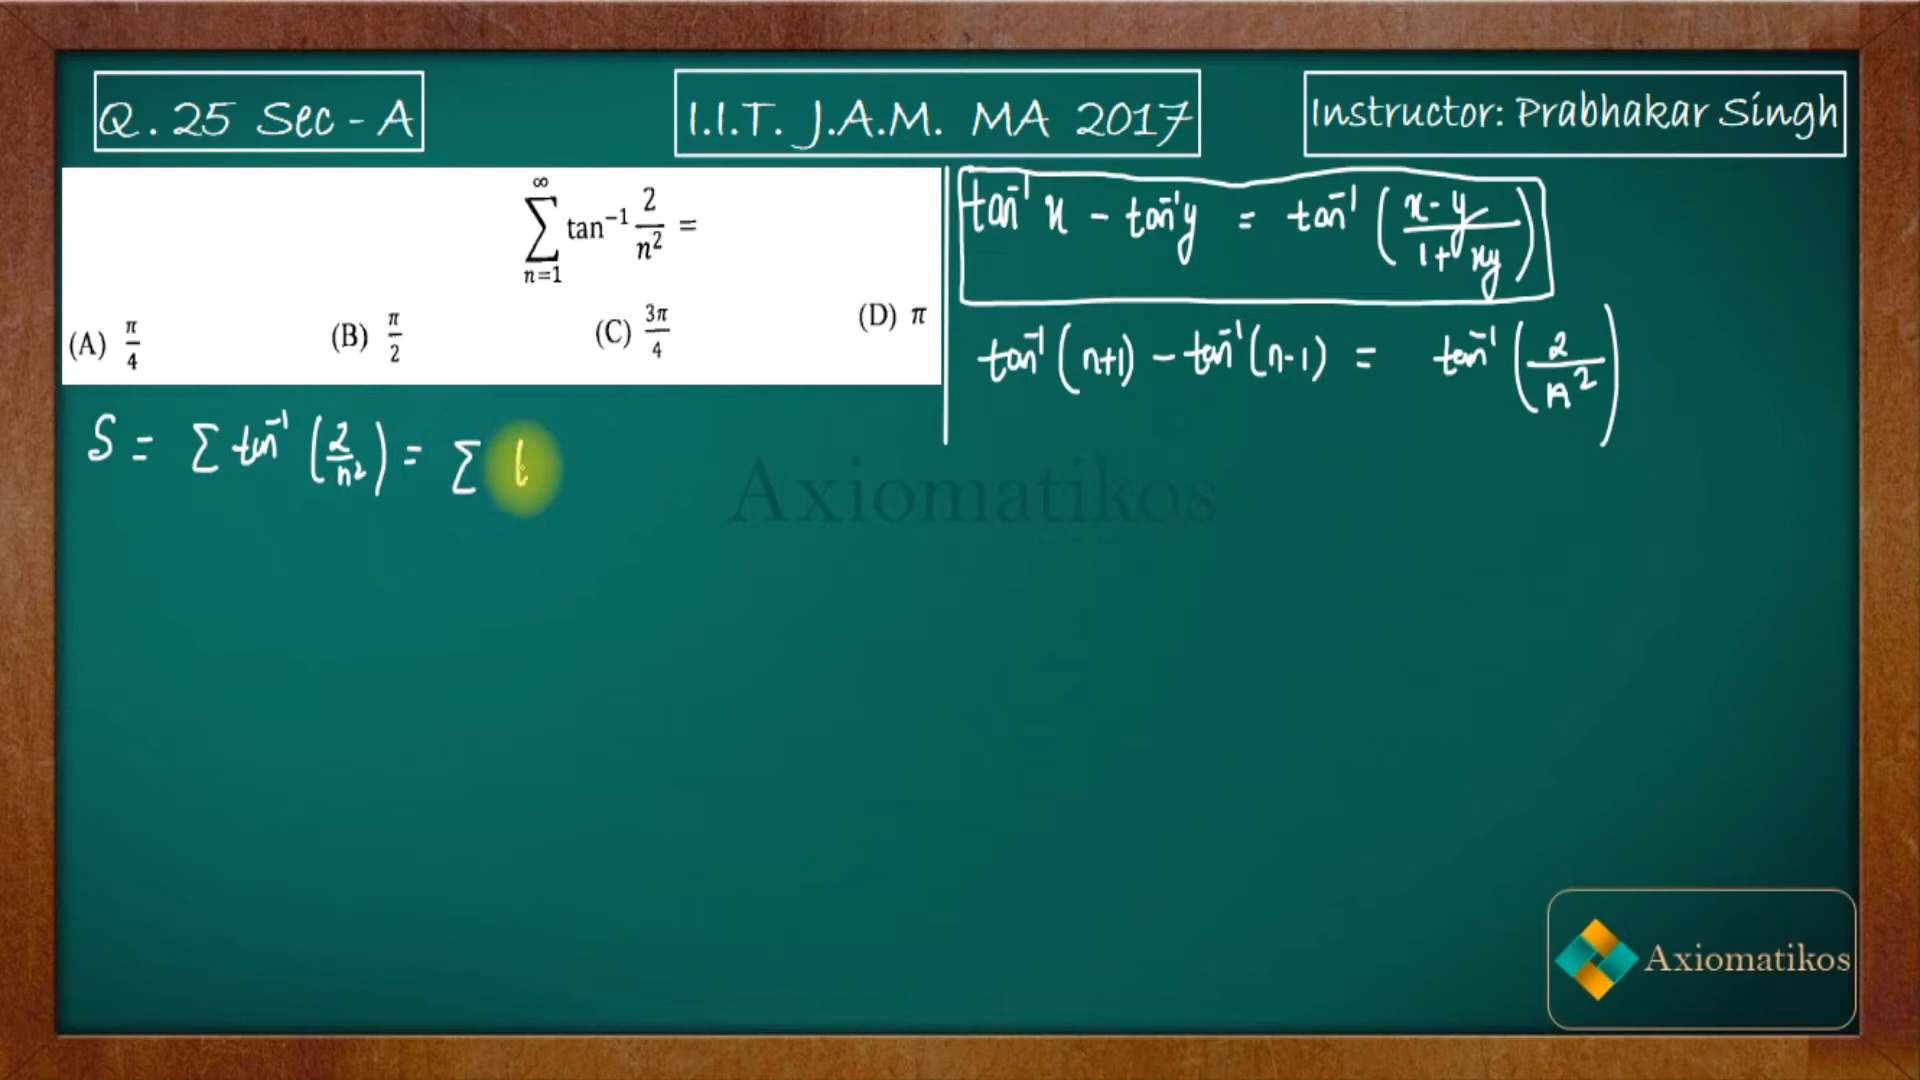 Q. 25 Sec - A
I.I.T. J.A.M. MA 2017
Instructor: Prabhakar Singh
∞
∑ tan⁻¹ 2/n² =
n=1
(A) π/4 (B) π/2 (C) 3π/4 (D) π
tan⁻¹ x - tan⁻¹ y = tan⁻¹ (x-y / 1+xy)
tan⁻¹ (n+1) - tan⁻¹ (n-1) = tan⁻¹ (2/n²)
S = ∑ tan⁻¹ (2/n²) = ∑ t
Axiomatikos
Axiomatikos